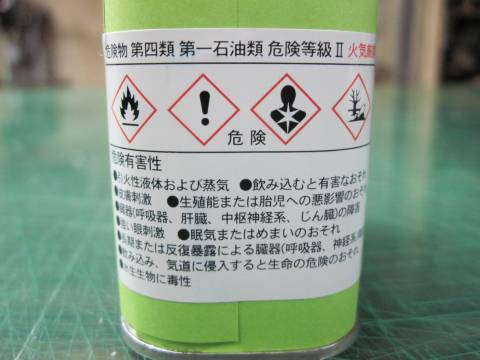 危険物 第四類 第一石油類 危険等級Ⅱ 火気厳
危険
危険有害性
●引火性液体および蒸気 ●飲み込むと有害なおそれ
●皮膚刺激 ●生殖能または胎児への悪影響のおそれ
●臓器(呼吸器、肝臓、中枢神経系、じん臓)の障害
●強い眼刺激 ●眠気またはめまいのおそれ
●長期または反復暴露による臓器(呼吸器、神経系
●飲み込み、気道に侵入すると生命の危険のおそれ
●水生生物に毒性